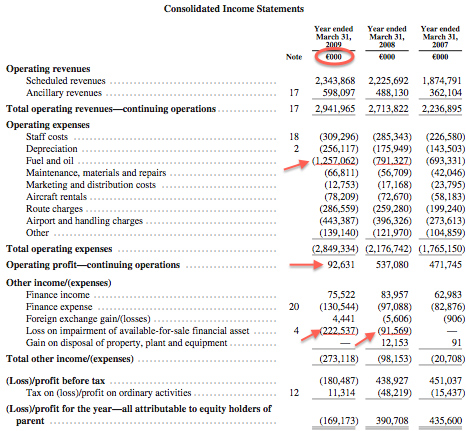 Consolidated Income Statements
Year ended Year ended Year ended
March 31, March 31, March 31,
2009 2008 2007
Note €000 €000 €000
Operating revenues
Scheduled revenues 2,343,868 2,225,692 1,874,791
Ancillary revenues 17 598,097 488,130 362,104
Total operating revenues—continuing operations 17 2,941,965 2,713,822 2,236,895
Operating expenses
Staff costs 18 (309,296) (285,343) (226,580)
Depreciation 2 (256,117) (175,949) (143,503)
Fuel and oil (1,257,062) (791,327) (693,331)
Maintenance, materials and repairs (66,811) (56,709) (42,046)
Marketing and distribution costs (12,753) (17,168) (23,795)
Aircraft rentals (78,209) (72,670) (58,183)
Route charges (286,559) (259,280) (199,240)
Airport and handling charges (443,387) (396,326) (273,613)
Other (139,140) (121,970) (104,859)
Total operating expenses (2,849,334) (2,176,742) (1,765,150)
Operating profit—continuing operations 92,631 537,080 471,745
Other income/(expenses)
Finance income 75,522 83,957 62,983
Finance expense 20 (130,544) (97,088) (82,876)
Foreign exchange gain/(losses) 4,441 (5,606) (906)
Loss on impairment of available-for-sale financial asset 4 (222,537) (91,569) —
Gain on disposal of property, plant and equipment — 12,153 91
Total other income/(expenses) (273,118) (98,153) (20,708)
(Loss)/profit before tax (180,487) 438,927 451,037
Tax on (loss)/profit on ordinary activities 12 11,314 (48,219) (15,437)
(Loss)/profit for the year—all attributable to equity holders of
parent (169,173) 390,708 435,600